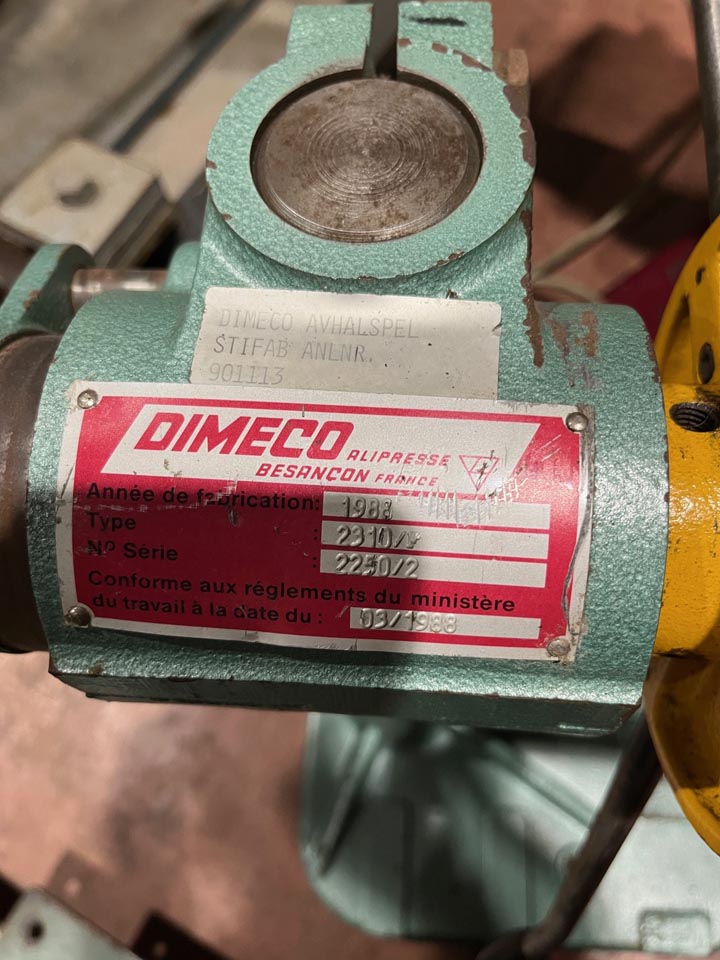 DIMECO AVHALSPEL
STIFAB ANLNR.
901113
DIMECO ALIPRESSE
BESANÇON FRANCE
Année de fabrication: 1988
Type :
Nº Série : 2250/2
Conforme aux réglements du ministère
du travail à la date du : 03/1988